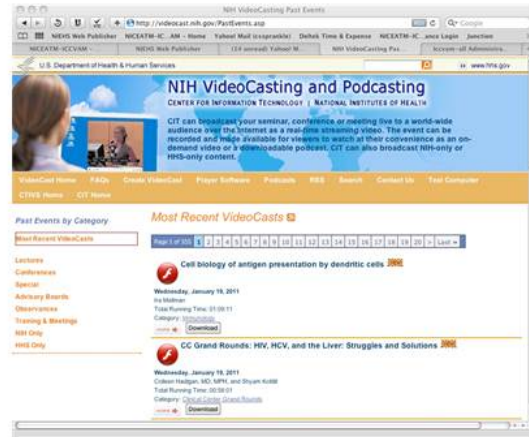 NIH VideoCasting Past Events
http://videocast.nih.gov/PastEvents.asp
Google
NIEHS Web Publisher NICEATM-IC...AM - Home Yahoo! Mail Deltek Time & Expense NICEATM-IC...ance Login Junction
NICEATM-ICCVAM - ... NIEHS Web Publisher (14 unread) Yahoo! M... NIH VideoCasting Pas...
U.S. Department of Health & Human Services www.hhs.gov
NIH VideoCasting and Podcasting
CENTER FOR INFORMATION TECHNOLOGY | NATIONAL INSTITUTES OF HEALTH
CIT can broadcast your seminar, conference or meeting live to a world-wide
audience over the Internet as a real-time streaming video. The event can be
recorded and made available for viewers to watch at their convenience as an on-
demand video or a downloadable podcast. CIT can also broadcast NIH-only or
HHS-only content.
VideoCast Home FAQs Create VideoCast Player Software Podcasts RSS Search Contact Us Test Computer
CIT Home
Past Events by Category
Most Recent VideoCasts
Lectures
Conferences
Special
Advisory Boards
Observances
Training & Meetings
NIH Only
HHS Only
Most Recent VideoCasts
Page 1 of 355 1 2 3 4 5 6 7 8 9 10 11 12 13 14 15 16 17 18 19 20 > Last
Cell biology of antigen presentation by dendritic cells
Wednesday, January 19, 2011
Ira Mellman
Total Running Time: 01:09:11
Category: Immunology
Download
CC Grand Rounds: HIV, HCV, and the Liver: Struggles and Solutions
Wednesday, January 19, 2011
Colleen Hadigan, MD, MPH, and Shyam Kottilil
Total Running Time: 00:58:01
Category: Clinical Center Grand Rounds
Download